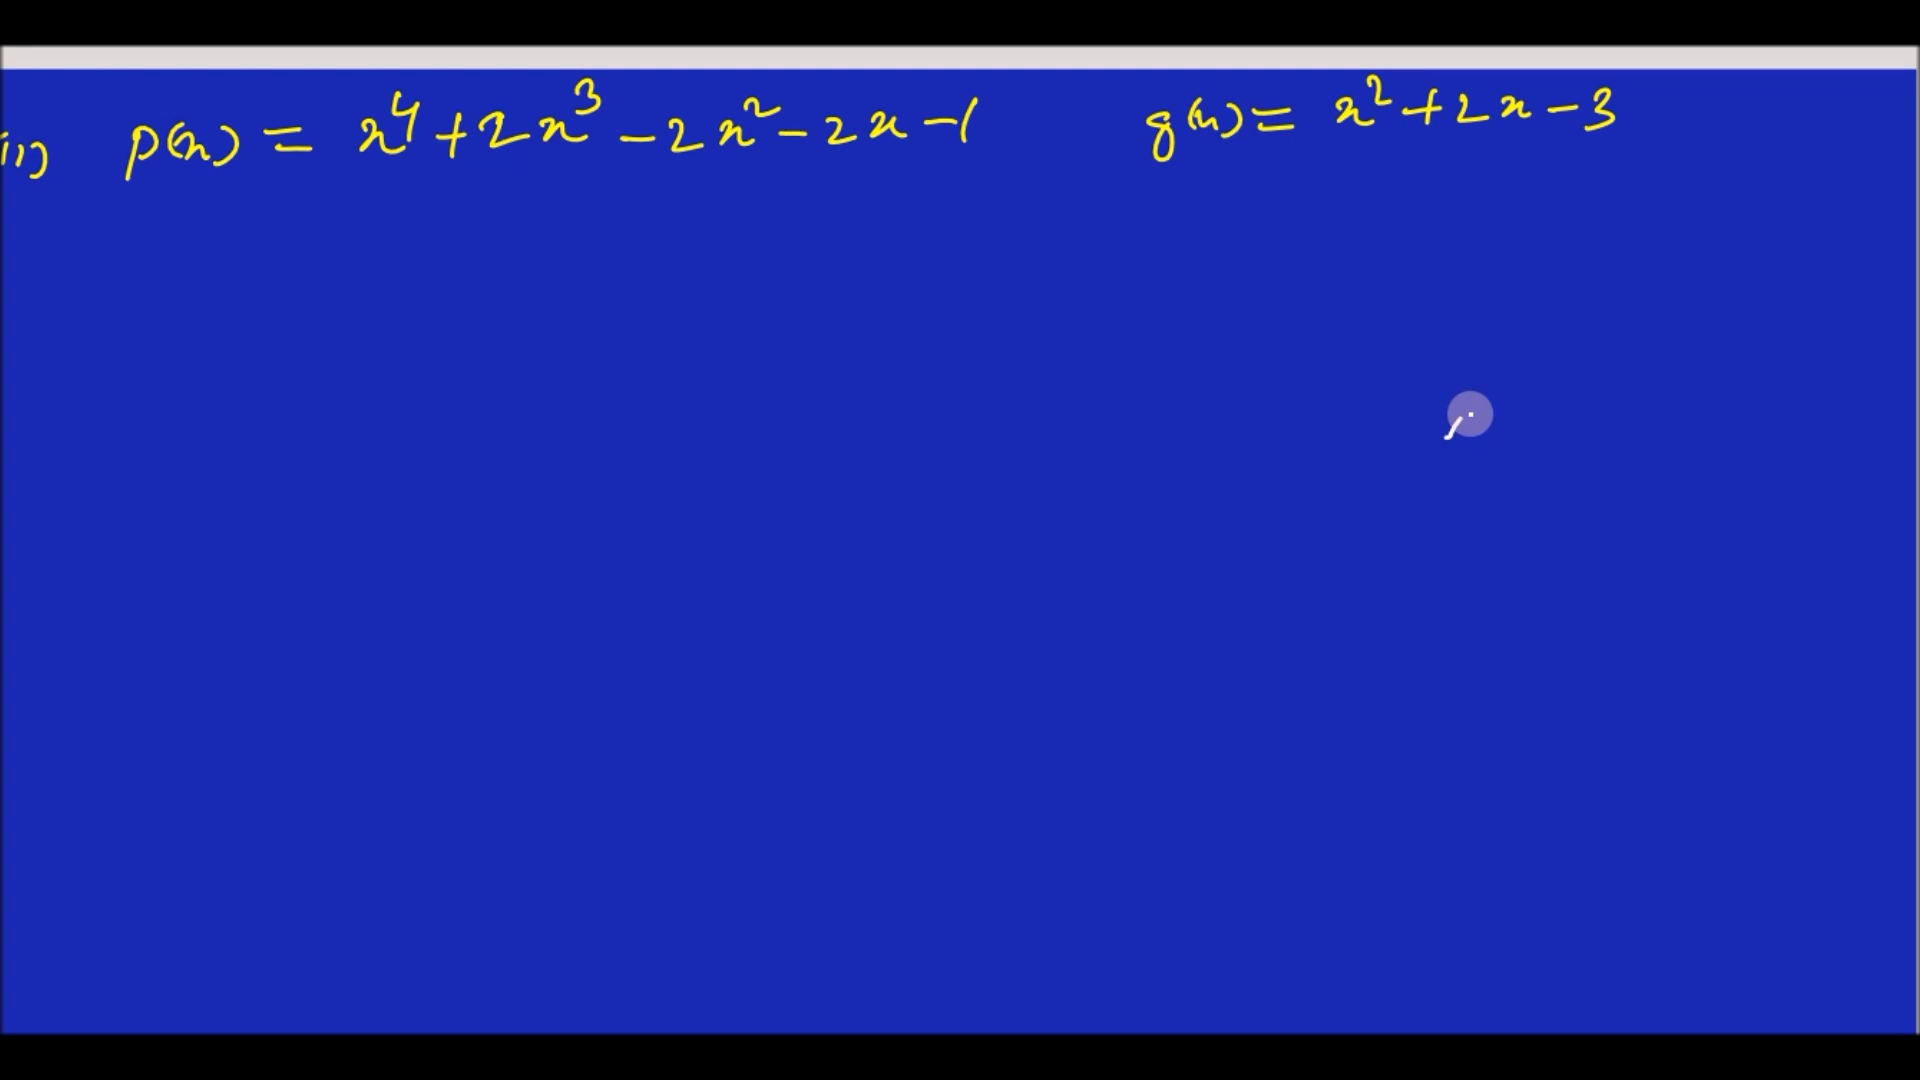 ii) p(x) = x⁴ + 2x³ - 2x² - 2x - 1 g(x) = x² + 2x - 3